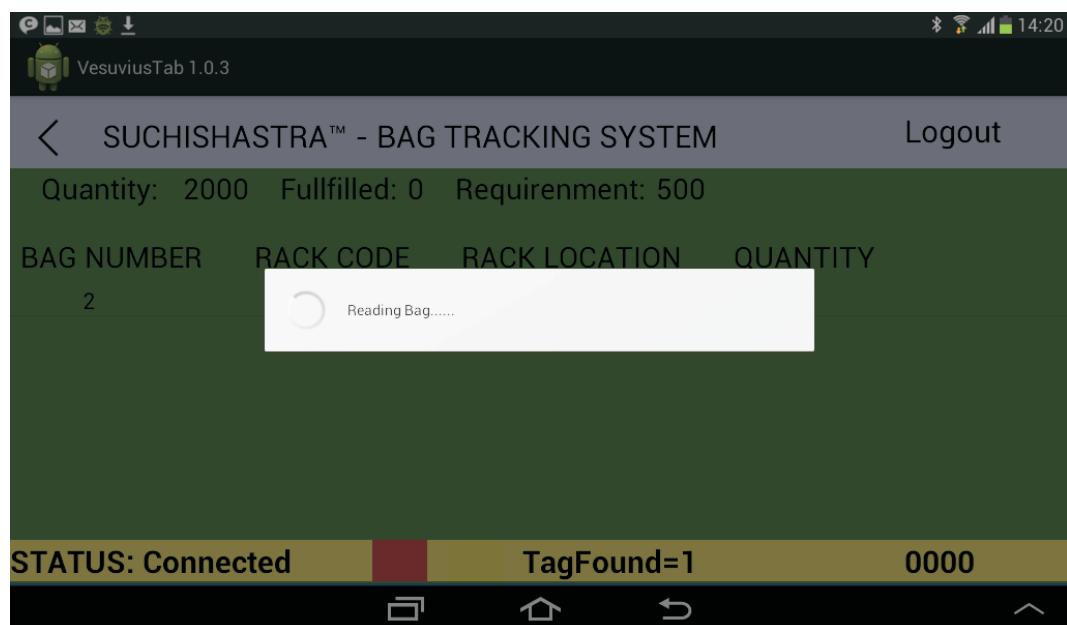 14:20
VesuviusTab 1.0.3
SUCHISHASTRA™ - BAG TRACKING SYSTEM Logout
Quantity: 2000 Fullfilled: 0 Requirenment: 500
BAG NUMBER RACK CODE RACK LOCATION QUANTITY
2
Reading Bag......
STATUS: Connected TagFound=1 0000